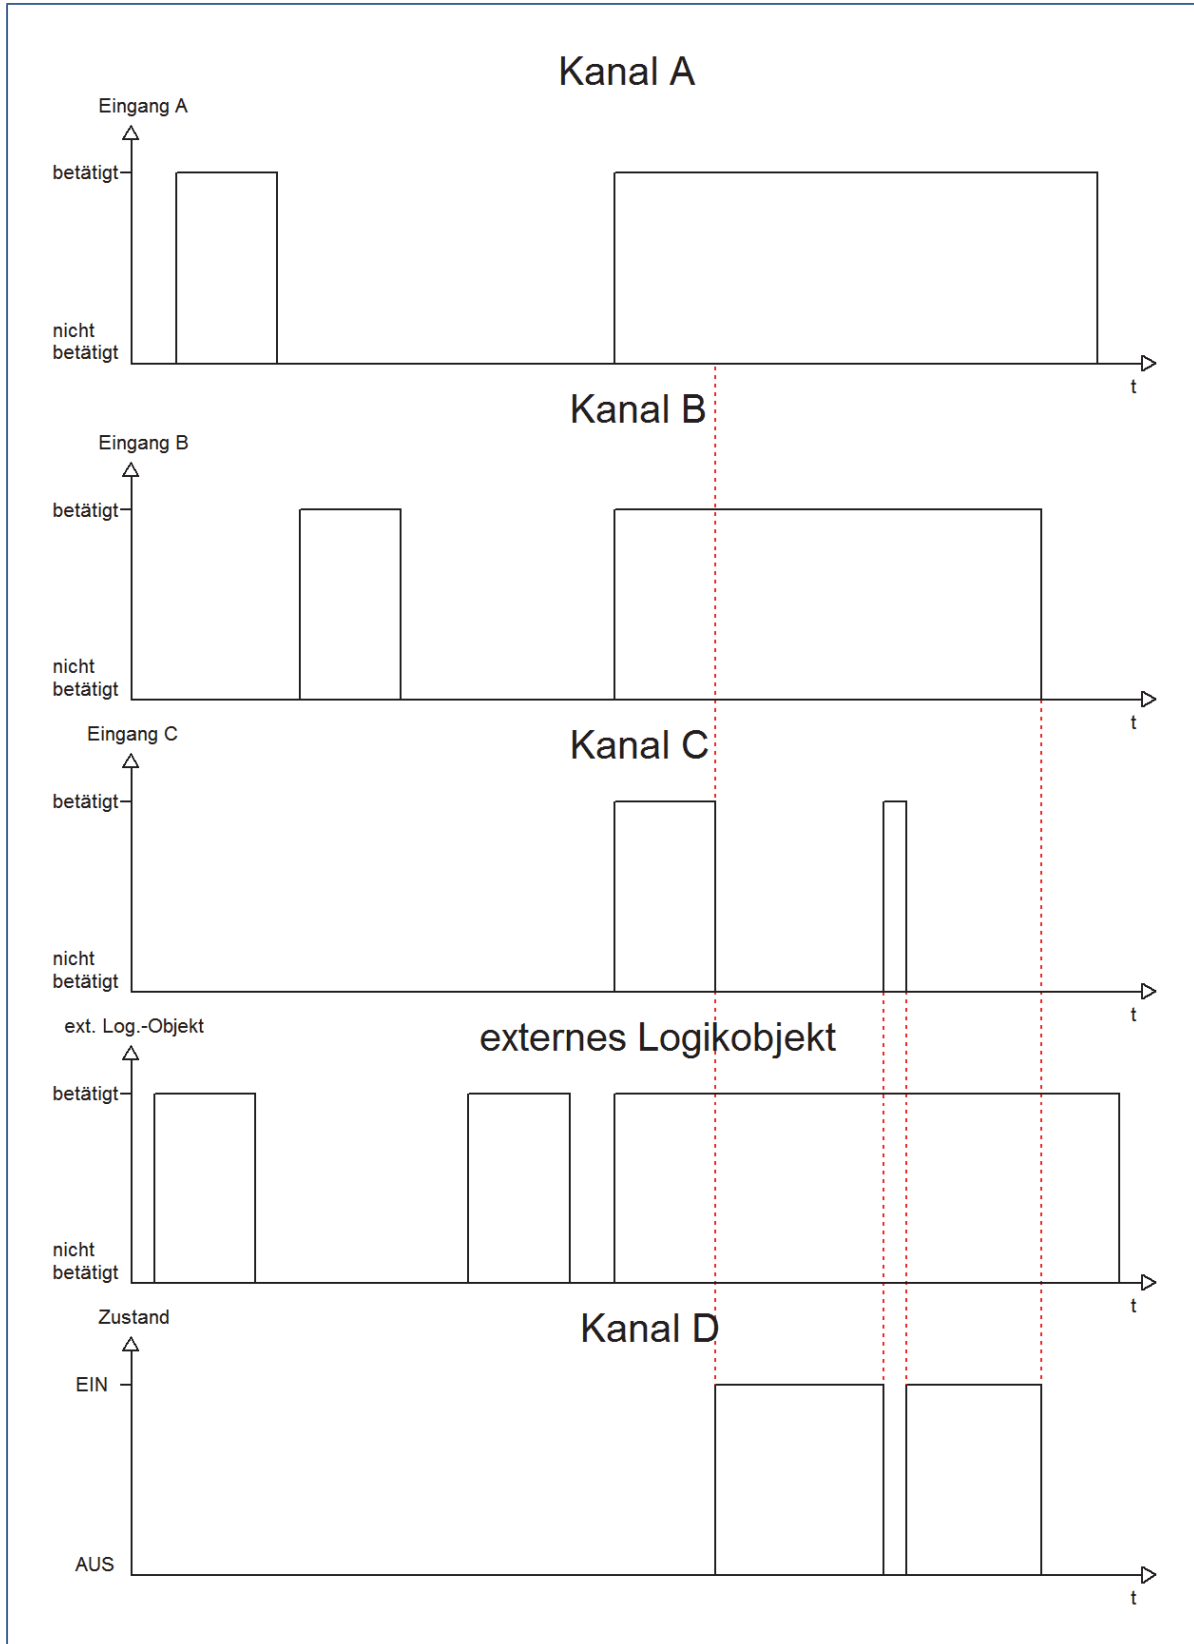 Kanal A
Eingang A
betätigt
nicht
betätigt
t
Kanal B
Eingang B
betätigt
nicht
betätigt
t
Eingang C
Kanal C
betätigt
nicht
betätigt
t
ext. Log.-Objekt
externes Logikobjekt
betätigt
nicht
betätigt
t
Zustand
Kanal D
EIN
AUS
t